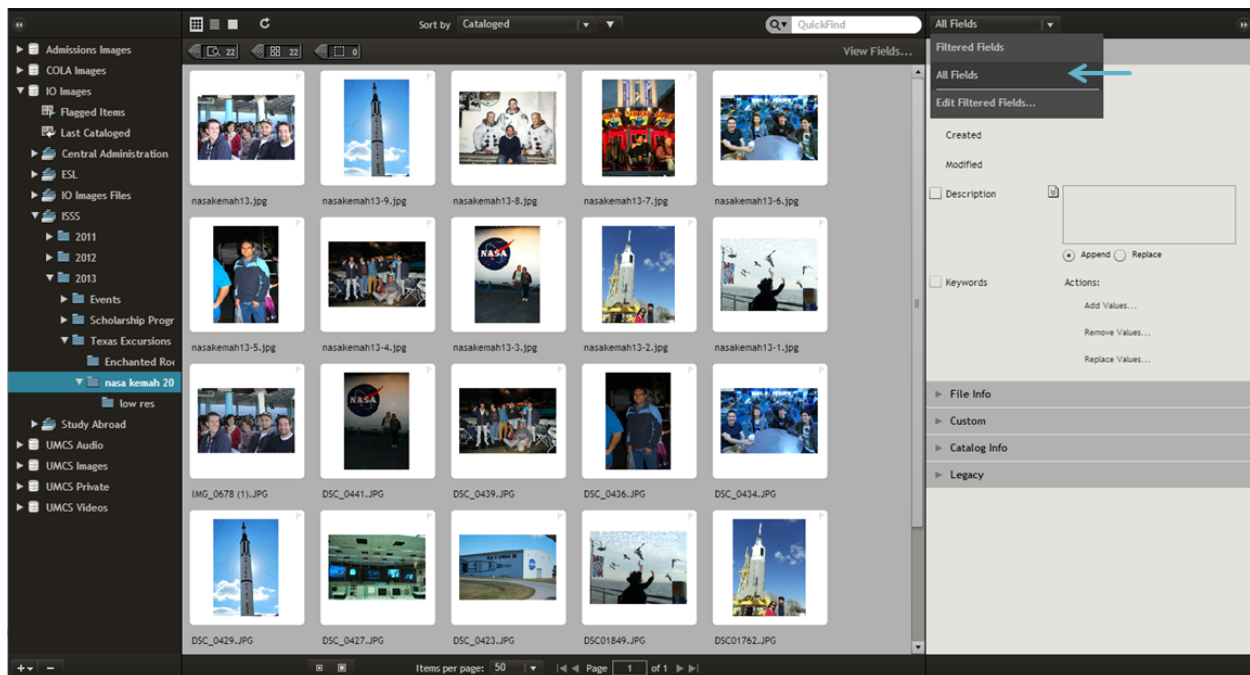 Sort by Cataloged
QuickFind
All Fields
Admissions Images
COLA Images
IO Images
Flagged Items
Last Cataloged
Central Administration
ESL
IO Images Files
ISSS
2011
2012
2013
Events
Scholarship Progr
Texas Excursions
Enchanted Ro
nasa kemah 20
low res
Study Abroad
UMCS Audio
UMCS Images
UMCS Private
UMCS Videos
22 22 0 View Fields...
nasakemah13.jpg nasakemah13-9.jpg nasakemah13-8.jpg nasakemah13-7.jpg nasakemah13-6.jpg
NASA
nasakemah13-5.jpg nasakemah13-4.jpg nasakemah13-3.jpg nasakemah13-2.jpg nasakemah13-1.jpg
NASA
IMG_0678 (1).JPG DSC_0441.JPG DSC_0439.JPG DSC_0436.JPG DSC_0434.JPG
DSC_0429.JPG DSC_0427.JPG DSC_0423.JPG DSC01849.JPG DSC01762.JPG
Items per page: 50 Page 1 of 1
Filtered Fields
All Fields
Edit Filtered Fields...
Created
Modified
Description
Append Replace
Keywords Actions:
Add Values...
Remove Values...
Replace Values...
File Info
Custom
Catalog Info
Legacy